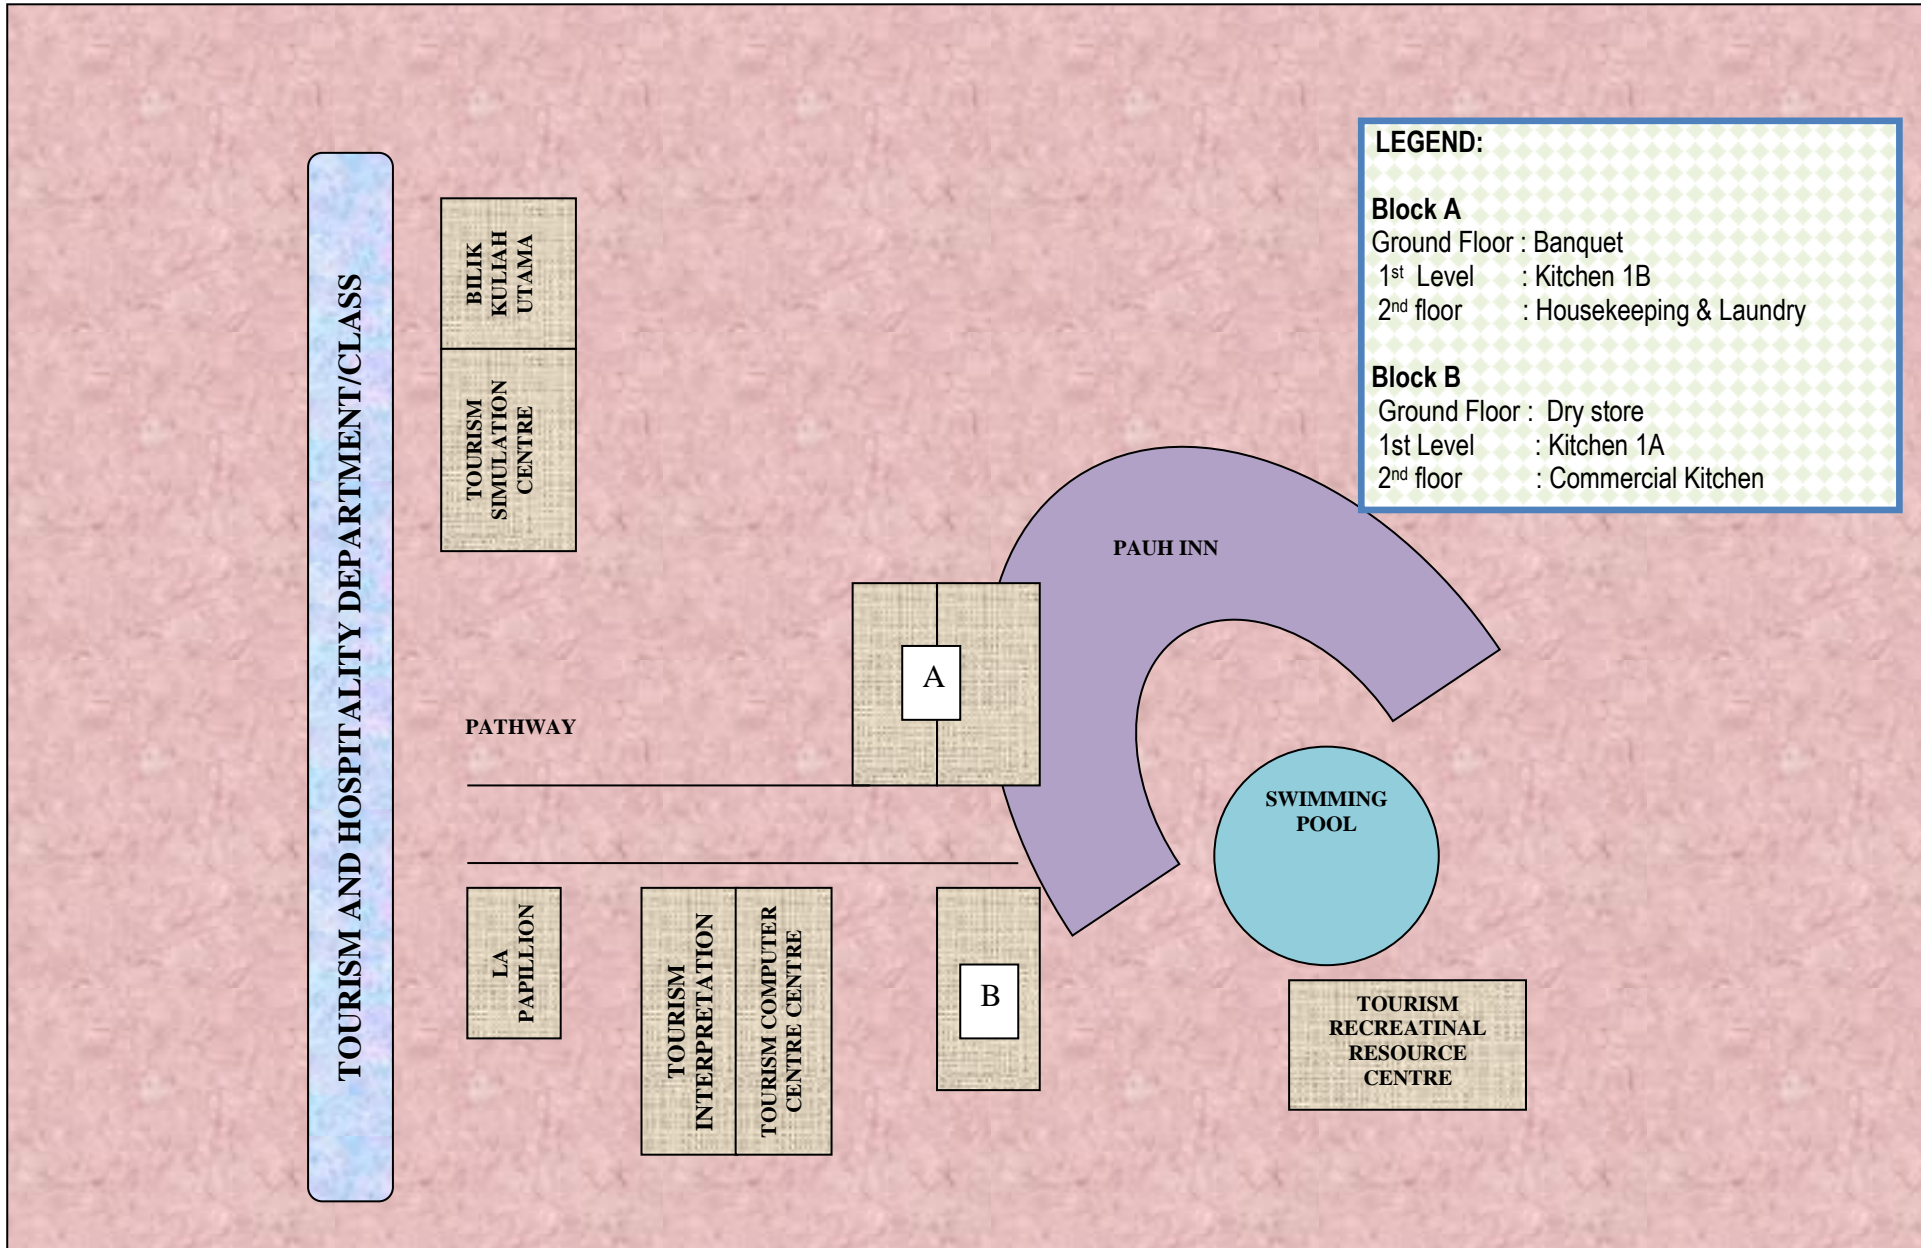 TOURISM AND HOSPITALITY DEPARTMENT/CLASS
BILIK
KULIAH
UTAMA
TOURISM
SIMULATION
CENTRE
LEGEND:
Block A
Ground Floor : Banquet
1st Level : Kitchen 1B
2nd floor : Housekeeping & Laundry
Block B
Ground Floor : Dry store
1st Level : Kitchen 1A
2nd floor : Commercial Kitchen
PAUH INN
A
PATHWAY
SWIMMING
POOL
LA
PAPILLION
TOURISM
INTERPRETATION
TOURISM COMPUTER
CENTRE CENTRE
B
TOURISM
RECREATINAL
RESOURCE
CENTRE